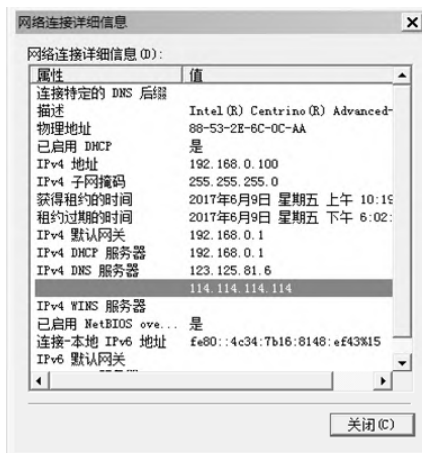 网络连接详细信息
网络连接详细信息(D):
属性 值
连接特定的 DNS 后缀
描述 Intel(R) Centrino(R) Advanced-
物理地址 88-53-2E-6C-0C-AA
已启用 DHCP 是
IPv4 地址 192.168.0.100
IPv4 子网掩码 255.255.255.0
获得租约的时间 2017年6月9日 星期五 上午 10:19
租约过期的时间 2017年6月9日 星期五 下午 6:02:
IPv4 默认网关 192.168.0.1
IPv4 DHCP 服务器 192.168.0.1
IPv4 DNS 服务器 123.125.81.6
114.114.114.114
IPv4 WINS 服务器
已启用 NetBIOS ove... 是
连接-本地 IPv6 地址 fe80::4c34:7b16:8148:ef43%15
IPv6 默认网关
关闭(C)